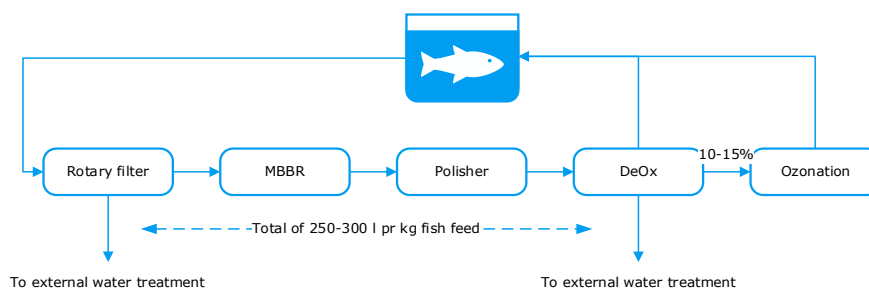 10-15%
Rotary filter
MBBR
Polisher
DeOx
Ozonation
Total of 250-300 l pr kg fish feed
To external water treatment
To external water treatment